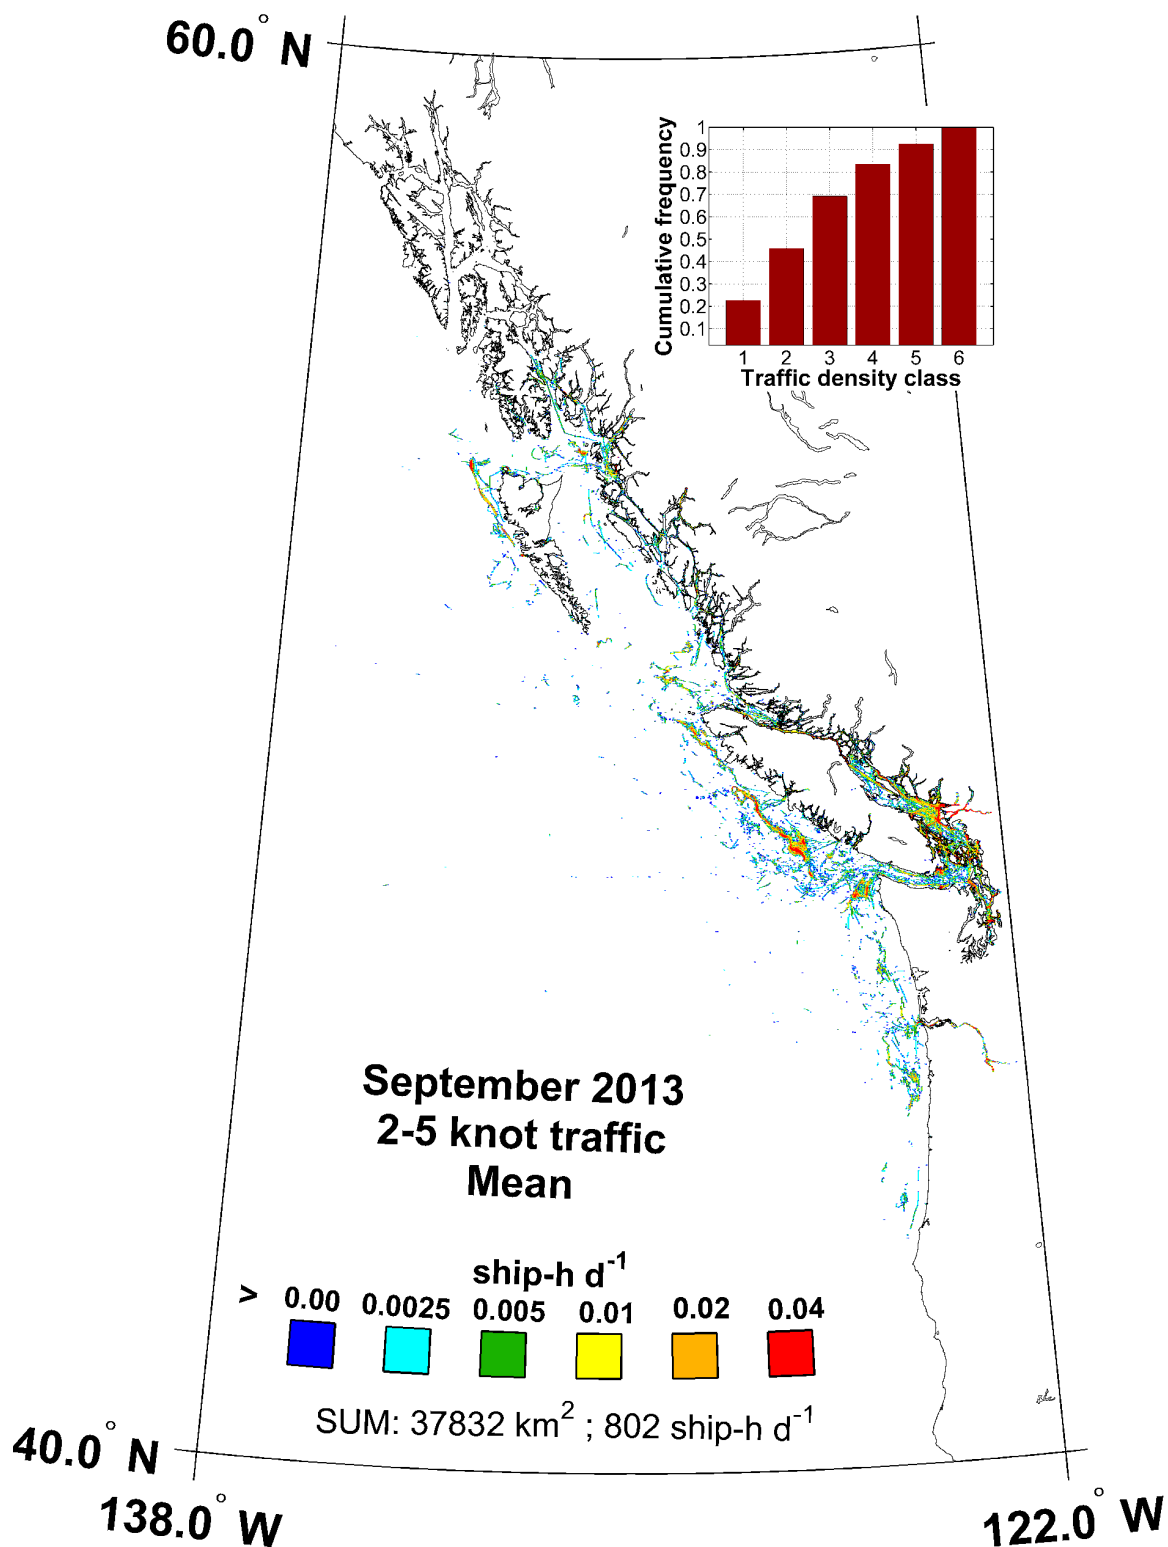 60.0° N
Cumulative frequency
1
0.9
0.8
0.7
0.6
0.5
0.4
0.3
0.2
0.1
1 2 3 4 5 6
Traffic density class
September 2013
2-5 knot traffic
Mean
ship-h d⁻¹
> 0.00 0.0025 0.005 0.01 0.02 0.04
SUM: 37832 km² ; 802 ship-h d⁻¹
40.0° N
138.0° W
122.0° W